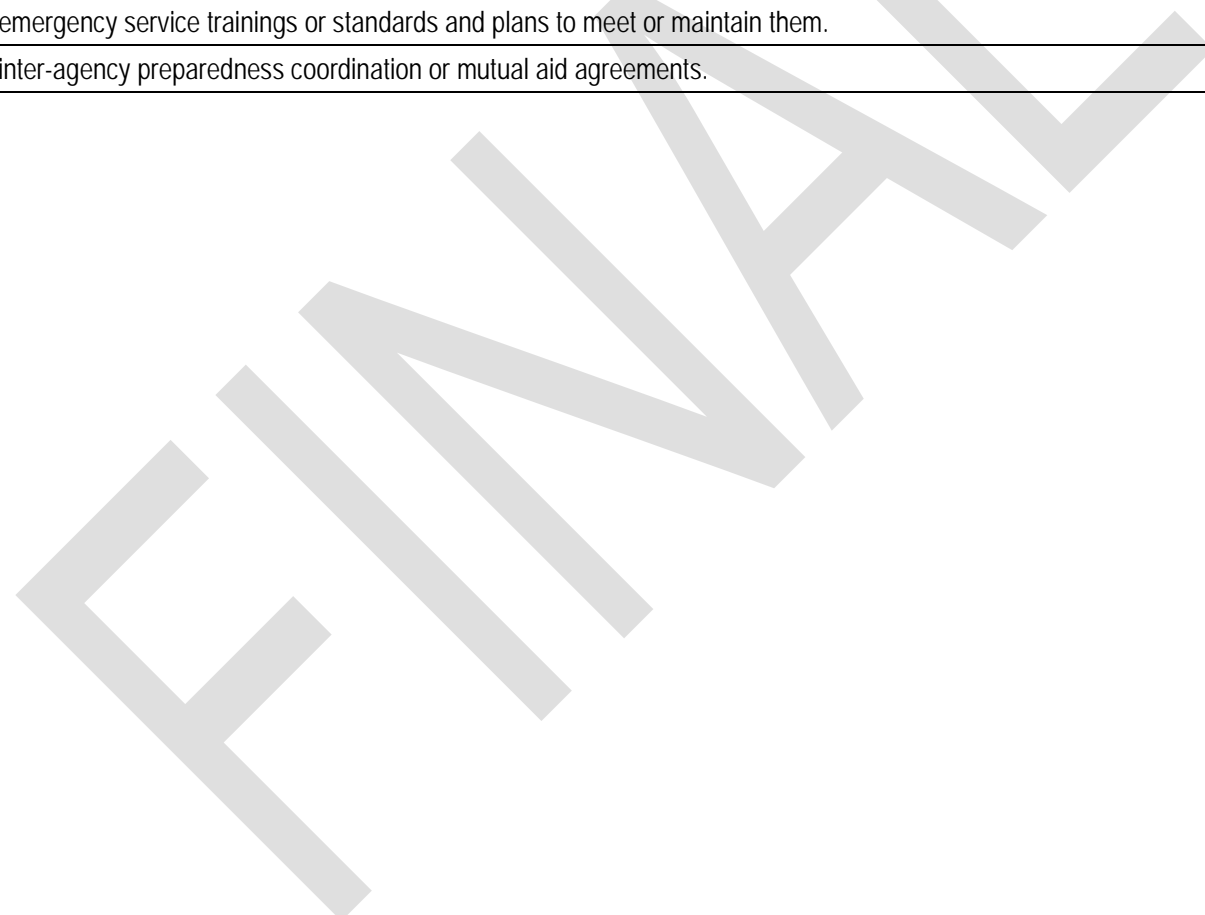 emergency service trainings or standards and plans to meet or maintain them.
inter-agency preparedness coordination or mutual aid agreements.
FINAL